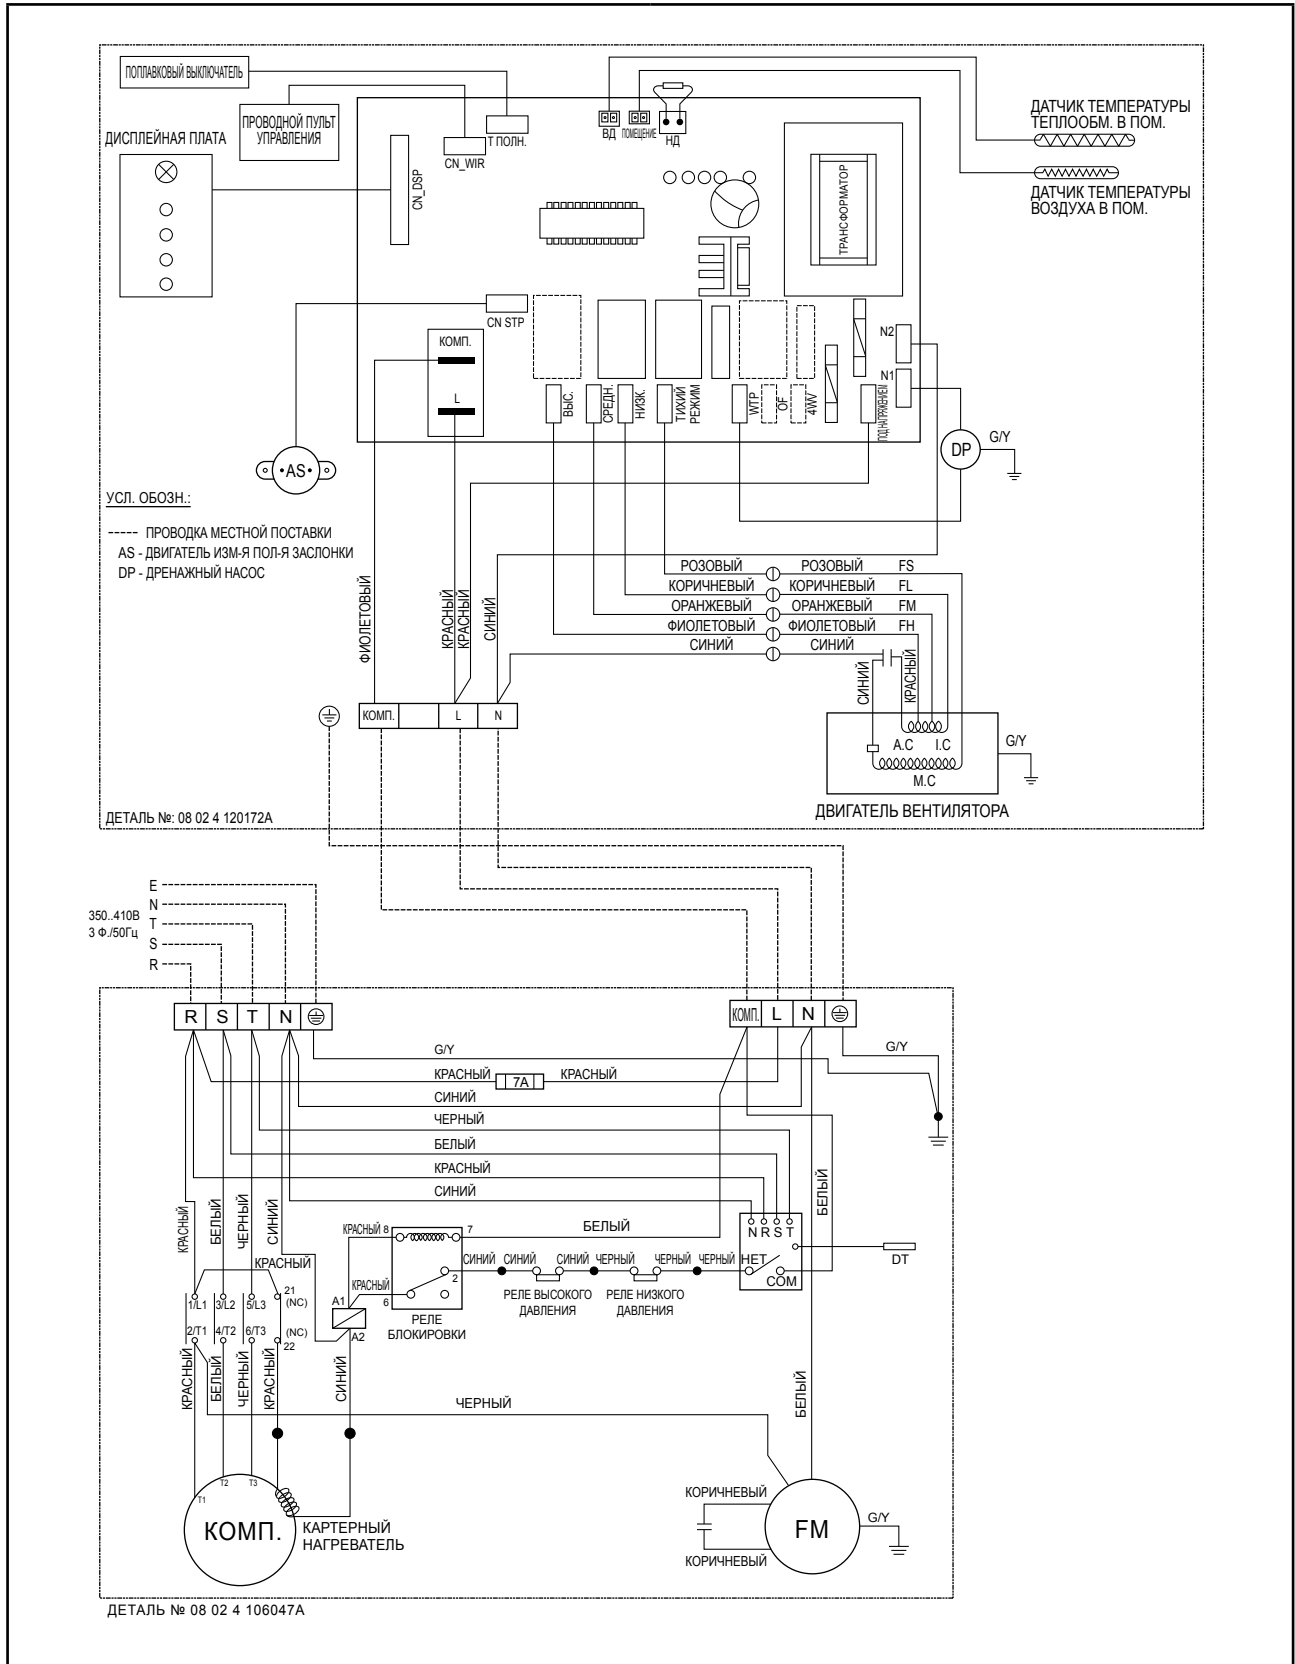 ПОПЛАВКОВЫЙ ВЫКЛЮЧАТЕЛЬ
ПРОВОДНОЙ ПУЛЬТ
УПРАВЛЕНИЯ
ДИСПЛЕЙНАЯ ПЛАТА
CN_DSP
CN_WIR
Т ПОЛН.
ВД
ПОМЕЩЕНИЕ
НД
ДАТЧИК ТЕМПЕРАТУРЫ
ТЕПЛООБМ. В ПОМ.
ДАТЧИК ТЕМПЕРАТУРЫ
ВОЗДУХА В ПОМ.
ТРАНСФОРМАТОР
CN STP
КОМП.
L
ВЫС.
СРЕДН.
НИЗК.
ТИХИЙ
РЕЖИМ
WTP
OF
4WV
ПОД НАПРЯЖЕНИЕМ
N2
N1
DP
G/Y
•AS•
УСЛ. ОБОЗН.:
----- ПРОВОДКА МЕСТНОЙ ПОСТАВКИ
AS - ДВИГАТЕЛЬ ИЗМ-Я ПОЛ-Я ЗАСЛОНКИ
DP - ДРЕНАЖНЫЙ НАСОС
ФИОЛЕТОВЫЙ
КРАСНЫЙ
КРАСНЫЙ
СИНИЙ
РОЗОВЫЙ РОЗОВЫЙ FS
КОРИЧНЕВЫЙ КОРИЧНЕВЫЙ FL
ОРАНЖЕВЫЙ ОРАНЖЕВЫЙ FM
ФИОЛЕТОВЫЙ ФИОЛЕТОВЫЙ FH
СИНИЙ СИНИЙ
СИНИЙ
КРАСНЫЙ
КОМП. L N
A.C I.C
M.C
G/Y
ДВИГАТЕЛЬ ВЕНТИЛЯТОРА
ДЕТАЛЬ №: 08 02 4 120172A
E
N
350..410В
T
3 Ф./50Гц
S
R
R S T N
КОМП. L N
G/Y
G/Y
КРАСНЫЙ 7A КРАСНЫЙ
СИНИЙ
ЧЕРНЫЙ
БЕЛЫЙ
КРАСНЫЙ
СИНИЙ
КРАСНЫЙ
БЕЛЫЙ
ЧЕРНЫЙ
СИНИЙ
БЕЛЫЙ
N R S T
КРАСНЫЙ 8
7
БЕЛЫЙ
КРАСНЫЙ
СИНИЙ СИНИЙ СИНИЙ ЧЕРНЫЙ ЧЕРНЫЙ ЧЕРНЫЙ НЕТ
COM
DT
КРАСНЫЙ
2
6
1/L1 3/L2 5/L3 21
(NC)
A1
РЕЛЕ ВЫСОКОГО
ДАВЛЕНИЯ
РЕЛЕ НИЗКОГО
ДАВЛЕНИЯ
РЕЛЕ
БЛОКИРОВКИ
2/T1 4/T2 6/T3 (NC)
22
A2
КРАСНЫЙ
БЕЛЫЙ
ЧЕРНЫЙ
КРАСНЫЙ
СИНИЙ
БЕЛЫЙ
ЧЕРНЫЙ
T1
T2
T3
КОМП.
КАРТЕРНЫЙ
НАГРЕВАТЕЛЬ
КОРИЧНЕВЫЙ
КОРИЧНЕВЫЙ
FM
G/Y
ДЕТАЛЬ № 08 02 4 106047A